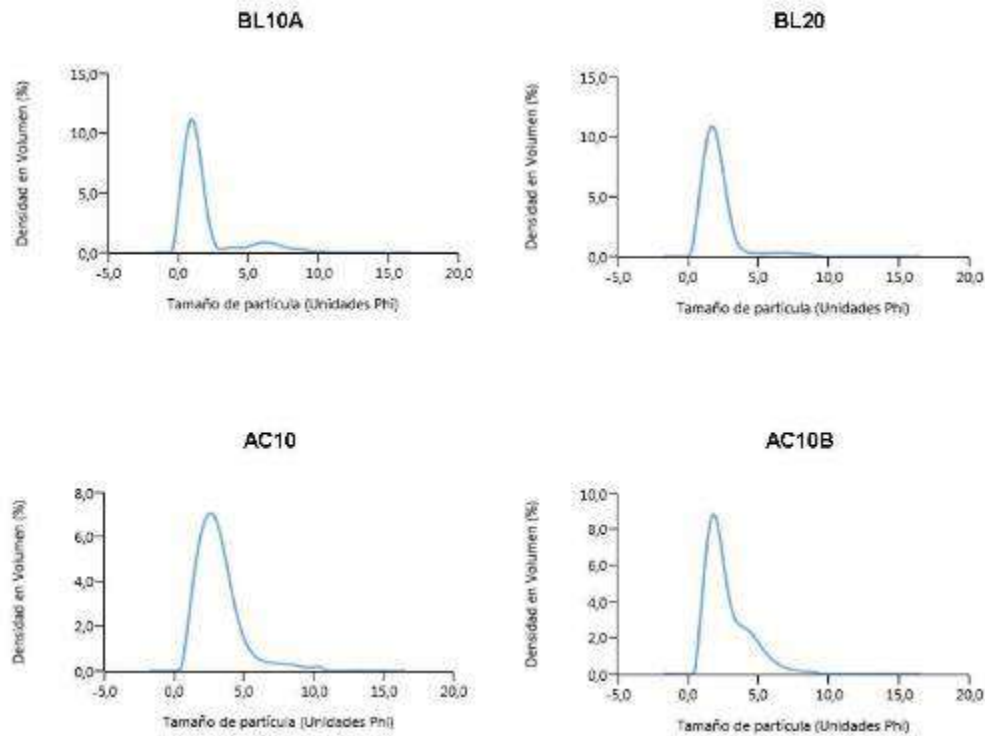 BL10A
Densidad en Volumen (%)
15,0
10,0
5,0
0,0
-5,0 0,0 5,0 10,0 15,0 20,0
Tamaño de partícula (Unidades Phi)
BL20
Densidad en Volumen (%)
15,0
10,0
5,0
0,0
-5,0 0,0 5,0 10,0 15,0 20,0
Tamaño de partícula (Unidades Phi)
AC10
Densidad en Volumen (%)
8,0
6,0
4,0
2,0
0,0
-5,0 0,0 5,0 10,0 15,0 20,0
Tamaño de partícula (Unidades Phi)
AC10B
Densidad en Volumen (%)
10,0
8,0
6,0
4,0
2,0
0,0
-5,0 0,0 5,0 10,0 15,0 20,0
Tamaño de partícula (Unidades Phi)